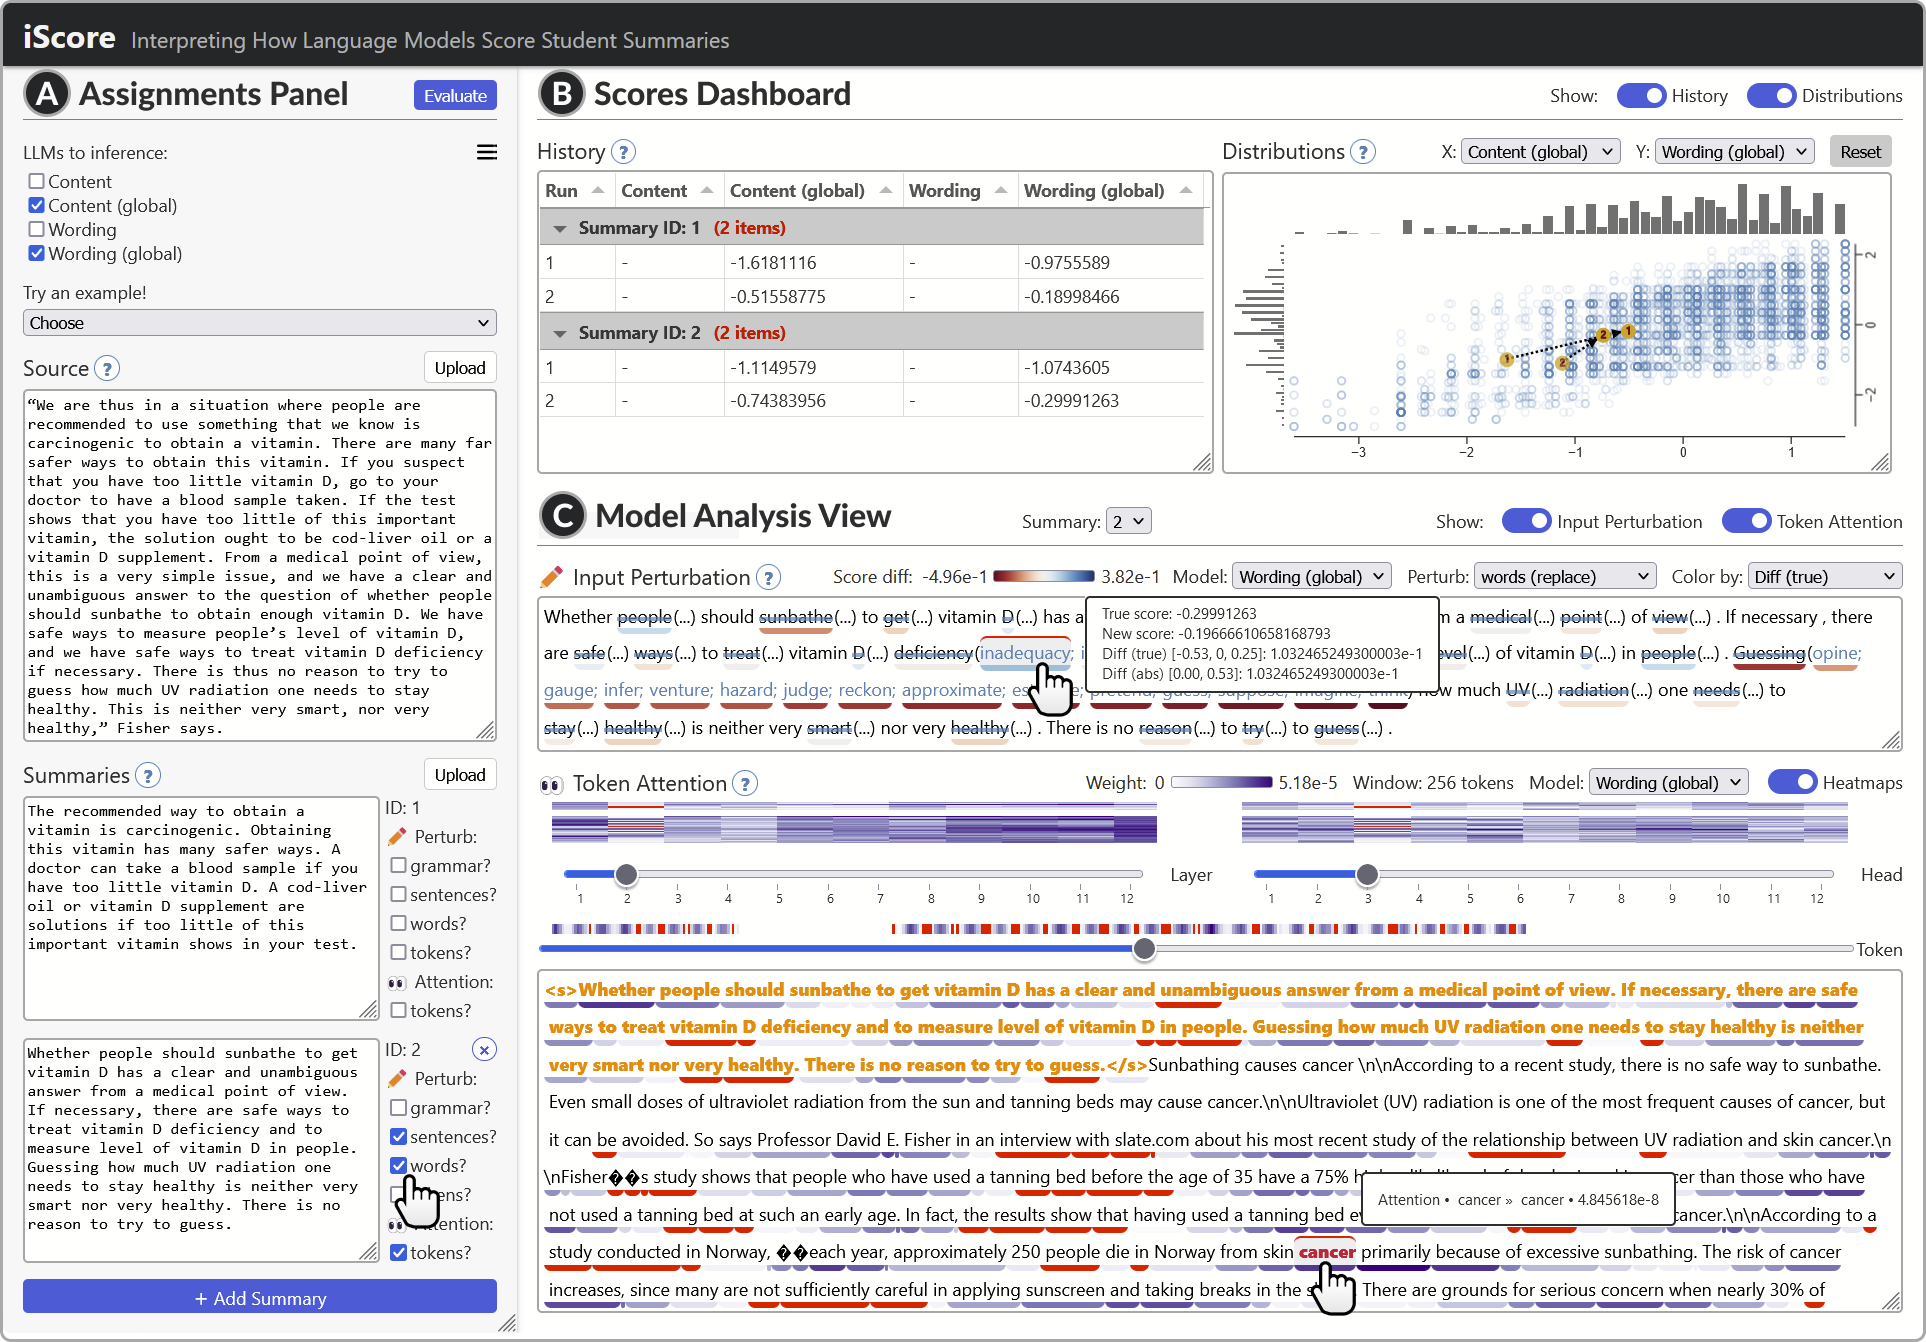 iScore Interpreting How Language Models Score Student Summaries
A Assignments Panel Evaluate
LLMs to inference:
Content
Content (global)
Wording
Wording (global)
Try an example!
Choose
Source ? Upload
“We are thus in a situation where people are
recommended to use something that we know is
carcinogenic to obtain a vitamin. There are many far
safer ways to obtain this vitamin. If you suspect
that you have too little vitamin D, go to your
doctor to have a blood sample taken. If the test
shows that you have too little of this important
vitamin, the solution ought to be cod-liver oil or a
vitamin D supplement. From a medical point of view,
this is a very simple issue, and we have a clear and
unambiguous answer to the question of whether people
should sunbathe to obtain enough vitamin D. We have
safe ways to measure people’s level of vitamin D,
and we have safe ways to treat vitamin D deficiency
if necessary. There is thus no reason to try to
guess how much UV radiation one needs to stay
healthy. This is neither very smart, nor very
healthy,” Fisher says.
Summaries ? Upload
The recommended way to obtain a
vitamin is carcinogenic. Obtaining
this vitamin has many safer ways. A
doctor can take a blood sample if you
have too little vitamin D. A cod-liver
oil or vitamin D supplement are
solutions if too little of this
important vitamin shows in your test.
ID: 1
Perturb:
grammar?
sentences?
words?
tokens?
Attention:
tokens?
Whether people should sunbathe to get
vitamin D has a clear and unambiguous
answer from a medical point of view.
If necessary, there are safe ways to
treat vitamin D deficiency and to
measure level of vitamin D in people.
Guessing how much UV radiation one
needs to stay healthy is neither very
smart nor very healthy. There is no
reason to try to guess.
ID: 2
Perturb:
grammar?
sentences?
words?
ens?
tention:
tokens?
+ Add Summary
B Scores Dashboard Show: History Distributions
History ?
Run Content Content (global) Wording Wording (global)
Summary ID: 1 (2 items)
1 - -1.6181116 - -0.9755589
2 - -0.51558775 - -0.18998466
Summary ID: 2 (2 items)
1 - -1.1149579 - -1.0743605
2 - -0.74383956 - -0.29991263
Distributions ? X: Content (global) Y: Wording (global) Reset
2
0
−2
1 2 2 1
−3 −2 −1 0 1
C Model Analysis View Summary: 2 Show: Input Perturbation Token Attention
Input Perturbation ? Score diff: -4.96e-1 3.82e-1 Model: Wording (global) Perturb: words (replace) Color by: Diff (true)
Whether people(...) should sunbathe(...) to get(...) vitamin D(...) has a m a medical(...) point(...) of view(...) . If necessary , there
are safe(...) ways(...) to treat(...) vitamin D(...) deficiency(inadequacy; i evel(...) of vitamin D(...) in people(...) . Guessing(opine;
gauge; infer; venture; hazard; judge; reckon; approximate; es e; pretend; guess; suppose; imagine; think) how much UV(...) radiation(...) one needs(...) to
stay(...) healthy(...) is neither very smart(...) nor very healthy(...) . There is no reason(...) to try(...) to guess(...) .
True score: -0.29991263
New score: -0.19666610658168793
Diff (true) [-0.53, 0, 0.25]: 1.032465249300003e-1
Diff (abs) [0.00, 0.53]: 1.032465249300003e-1
Token Attention ? Weight: 0 5.18e-5 Window: 256 tokens Model: Wording (global) Heatmaps
1 2 3 4 5 6 7 8 9 10 11 12 Layer
1 2 3 4 5 6 7 8 9 10 11 12 Head
Token
<s>Whether people should sunbathe to get vitamin D has a clear and unambiguous answer from a medical point of view. If necessary, there are safe
ways to treat vitamin D deficiency and to measure level of vitamin D in people. Guessing how much UV radiation one needs to stay healthy is neither
very smart nor very healthy. There is no reason to try to guess.</s>Sunbathing causes cancer \n\nAccording to a recent study, there is no safe way to sunbathe.
Even small doses of ultraviolet radiation from the sun and tanning beds may cause cancer.\n\nUltraviolet (UV) radiation is one of the most frequent causes of cancer, but
it can be avoided. So says Professor David E. Fisher in an interview with slate.com about his most recent study of the relationship between UV radiation and skin cancer.\n
\nFisher��s study shows that people who have used a tanning bed before the age of 35 have a 75% h cer than those who have
not used a tanning bed at such an early age. In fact, the results show that having used a tanning bed ev cancer.\n\nAccording to a
study conducted in Norway, ��each year, approximately 250 people die in Norway from skin cancer primarily because of excessive sunbathing. The risk of cancer
increases, since many are not sufficiently careful in applying sunscreen and taking breaks in the s There are grounds for serious concern when nearly 30% of
Attention • cancer » cancer • 4.845618e-8